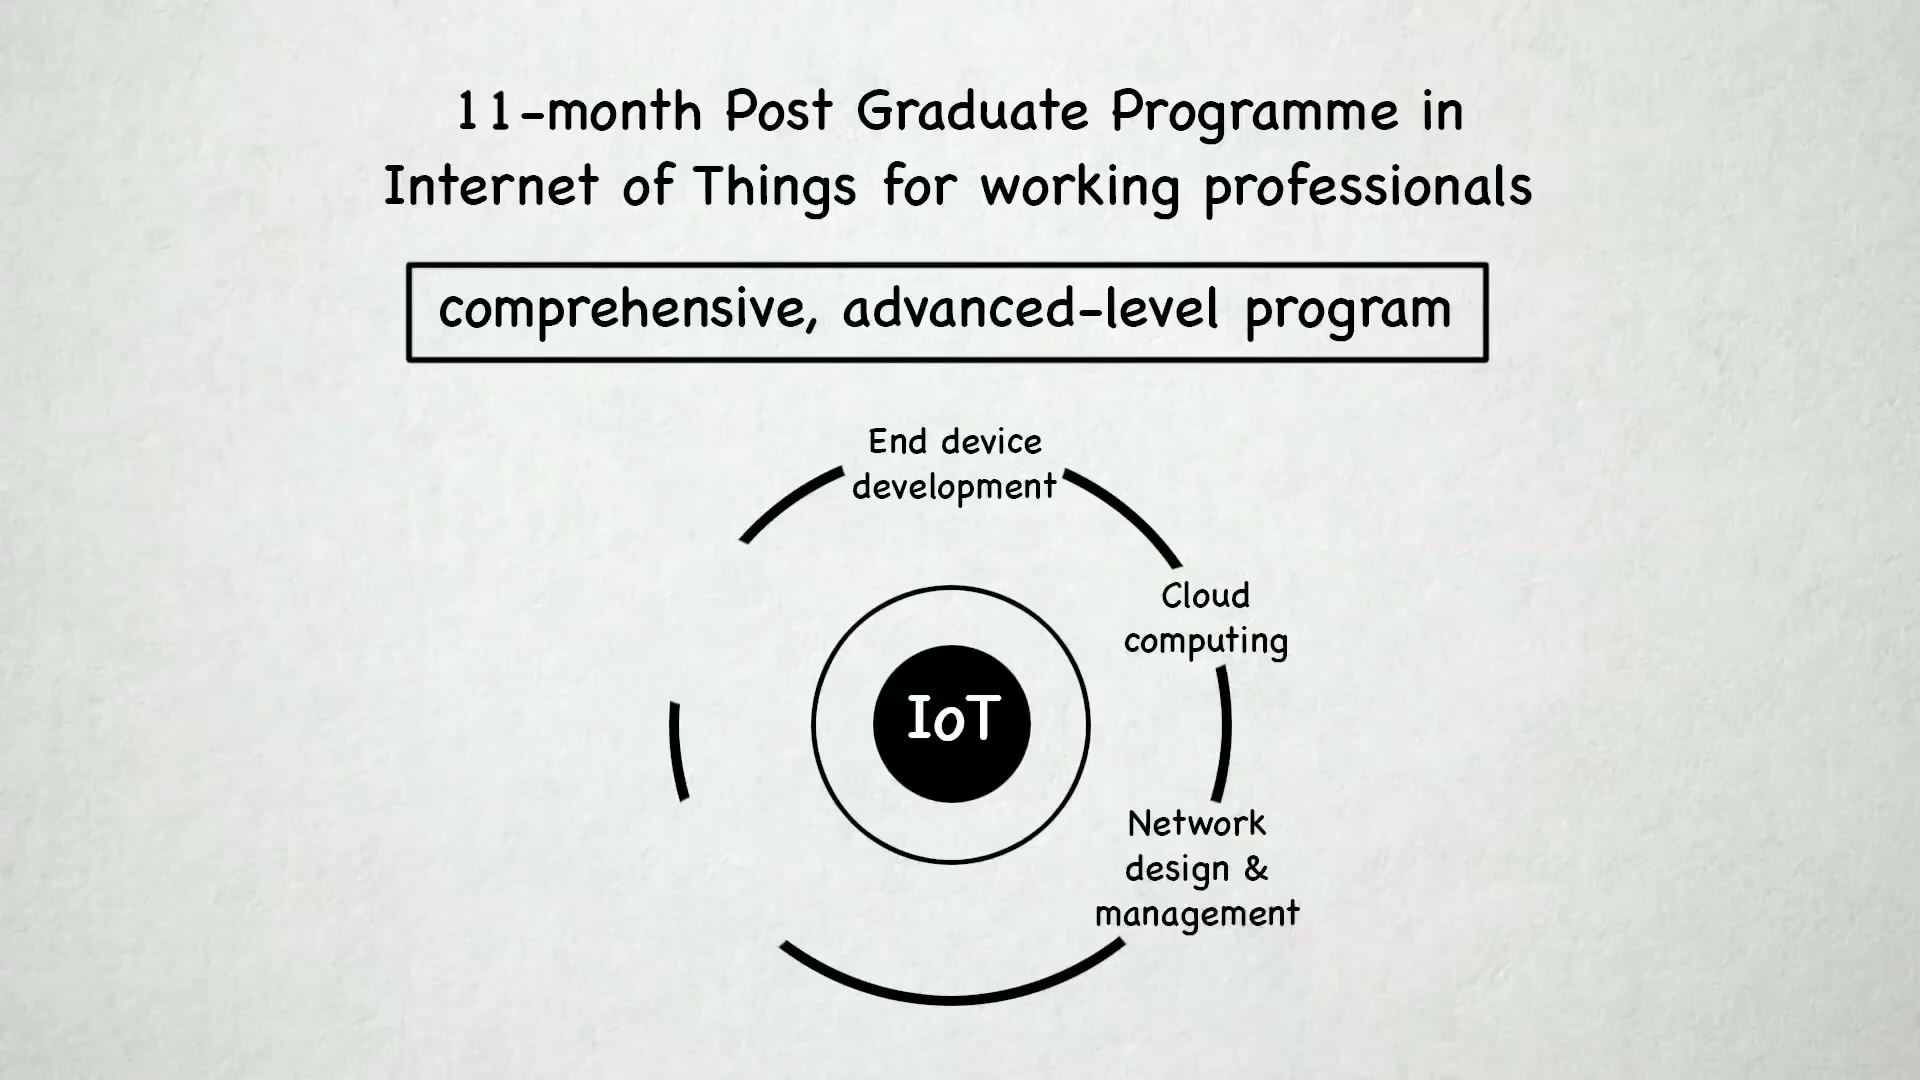 11-month Post Graduate Programme in
Internet of Things for working professionals
comprehensive, advanced-level program
End device
development
Cloud
computing
IoT
Network
design &
management